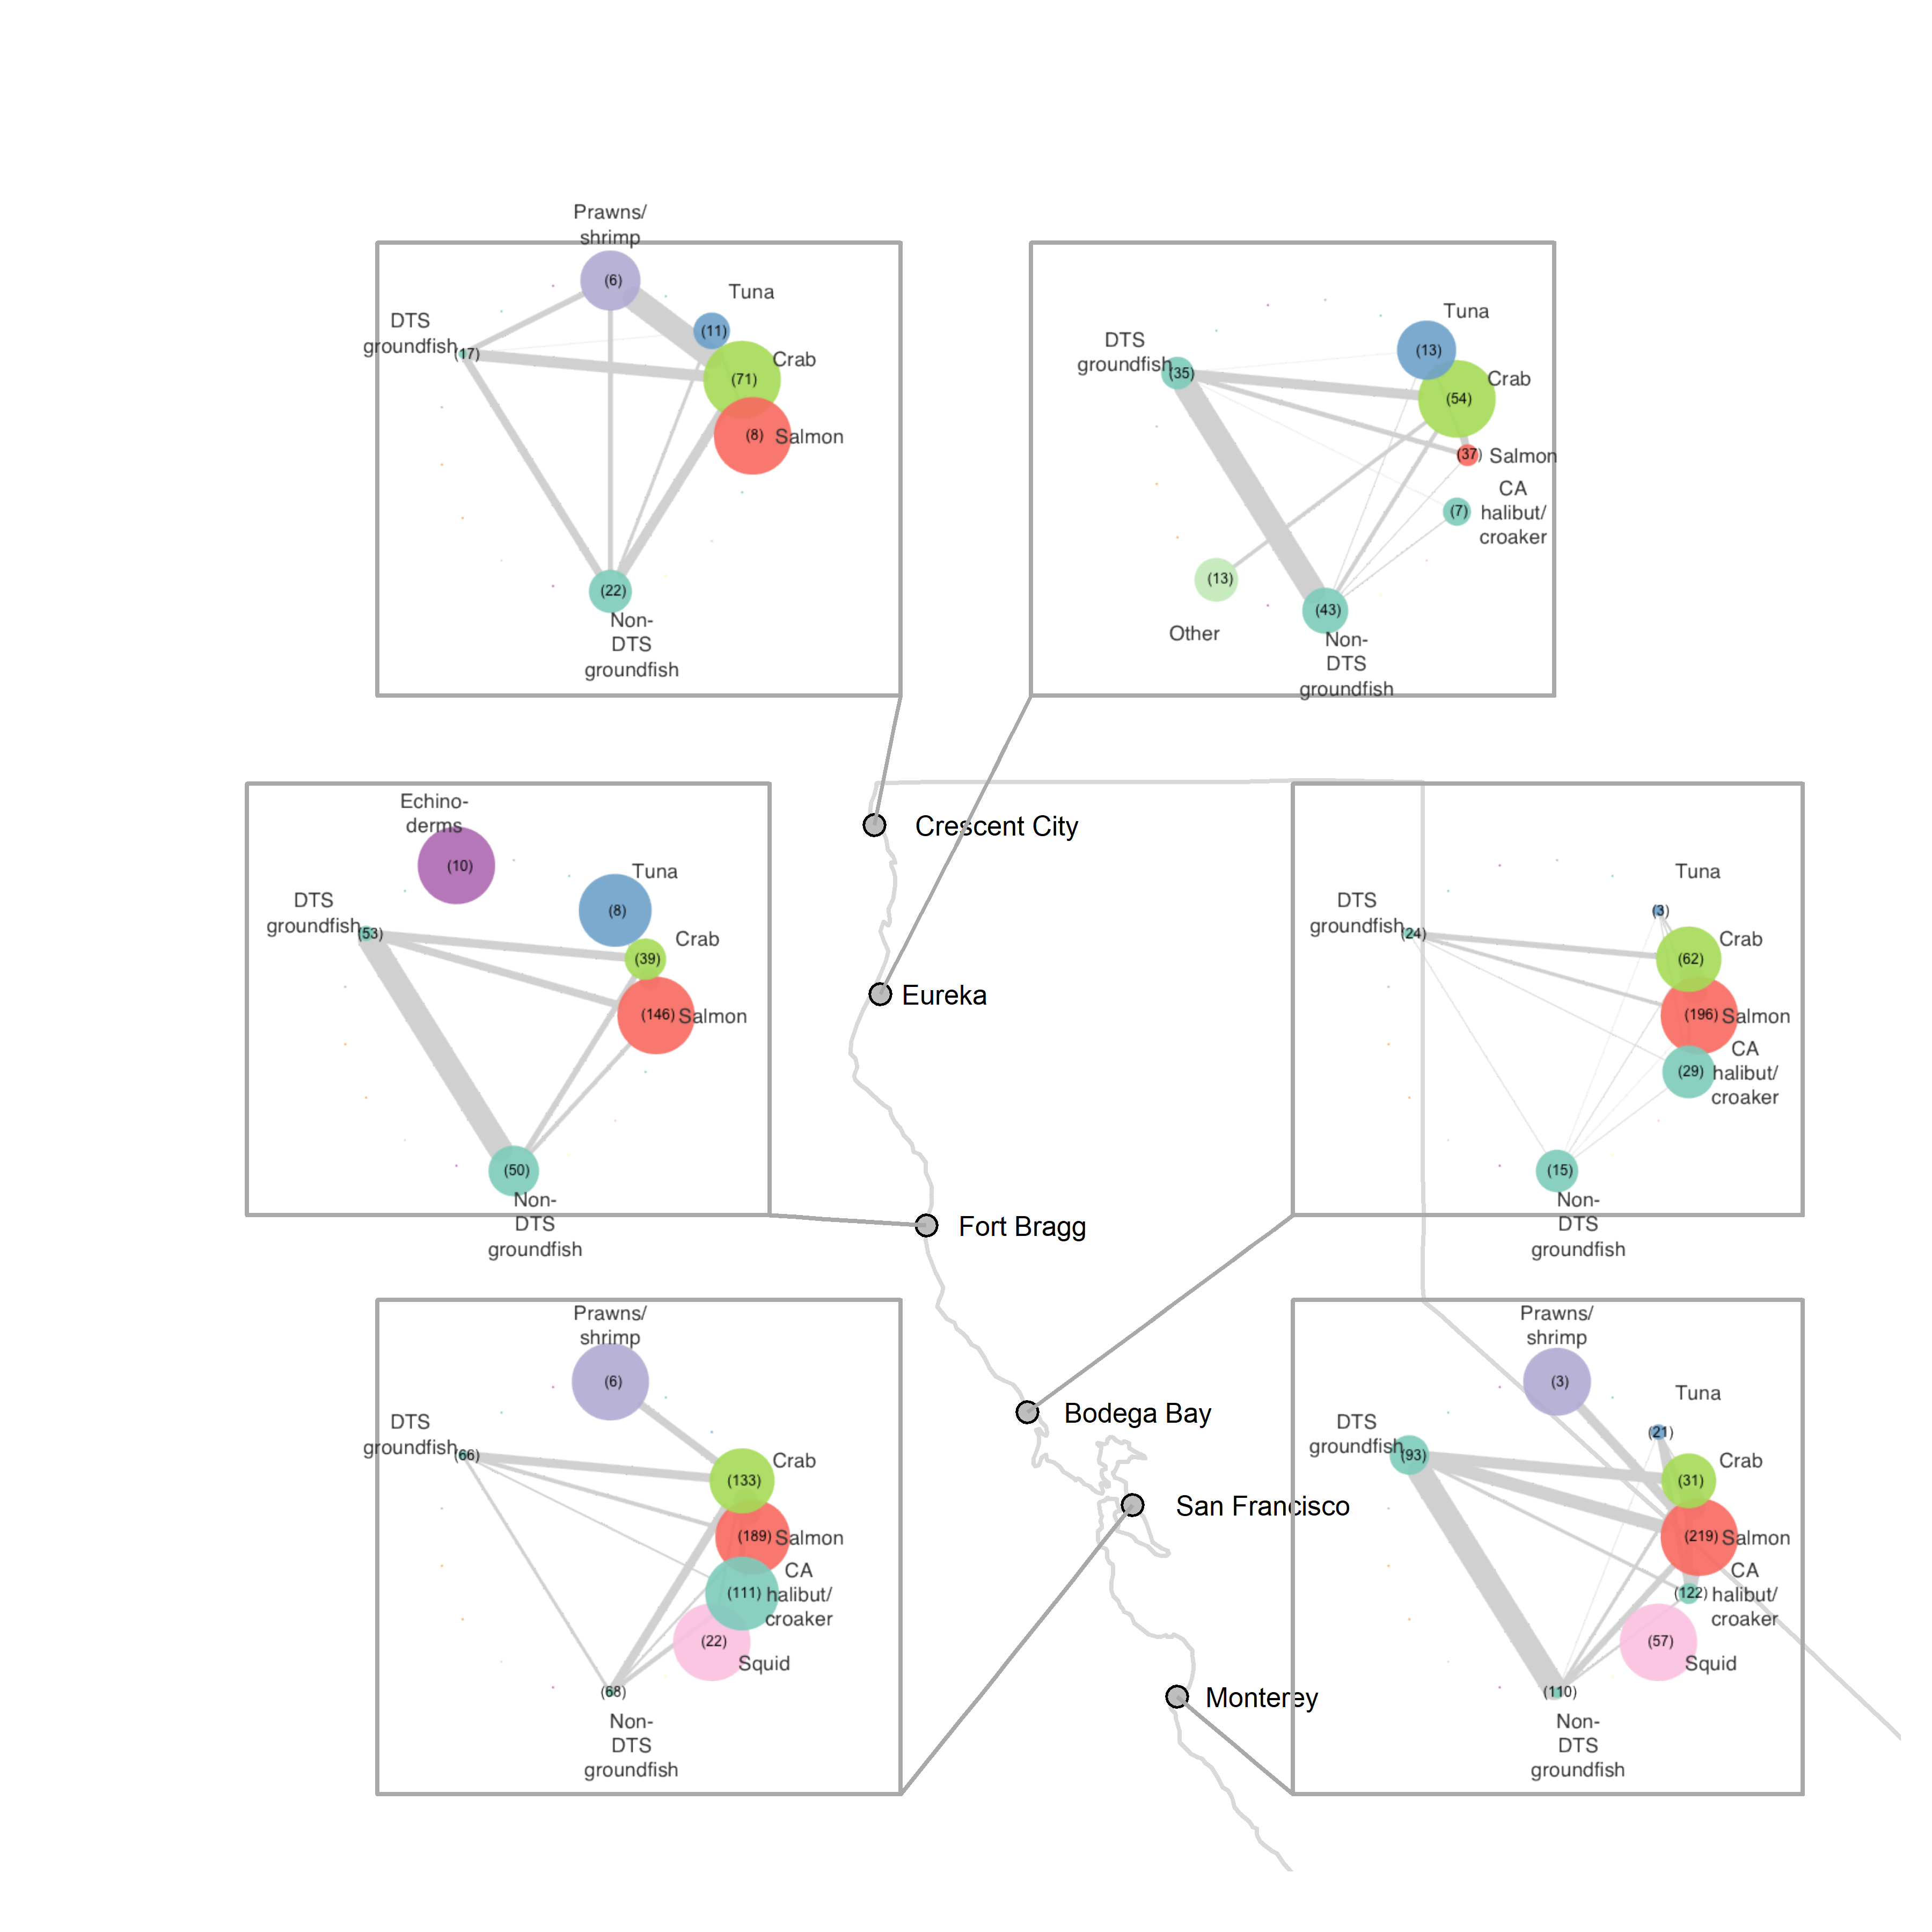 Prawns/
shrimp
(6)
Tuna
(11)
DTS
groundfish
(17)
Crab
(71)
(8)
Salmon
(22)
Non-
DTS
groundfish
Tuna
(13)
DTS
groundfish
(35)
Crab
(54)
(37)
Salmon
CA
halibut/
croaker
(7)
(13)
Other
(43)
Non-
DTS
groundfish
Echino-
derms
(10)
Tuna
(8)
DTS
groundfish
(53)
Crab
(39)
(146)
Salmon
(50)
Non-
DTS
groundfish
Crescent City
Eureka
Fort Bragg
Bodega Bay
San Francisco
Monterey
Tuna
(3)
DTS
groundfish
(24)
Crab
(62)
(196)
Salmon
CA
halibut/
croaker
(29)
(15)
Non-
DTS
groundfish
Prawns/
shrimp
(6)
DTS
groundfish
(66)
Crab
(133)
(189)
Salmon
CA
halibut/
croaker
(111)
(22)
Squid
(68)
Non-
DTS
groundfish
Prawns/
shrimp
(3)
Tuna
(21)
DTS
groundfish
(93)
Crab
(31)
(219)
Salmon
CA
halibut/
croaker
(122)
(57)
Squid
(110)
Non-
DTS
groundfish